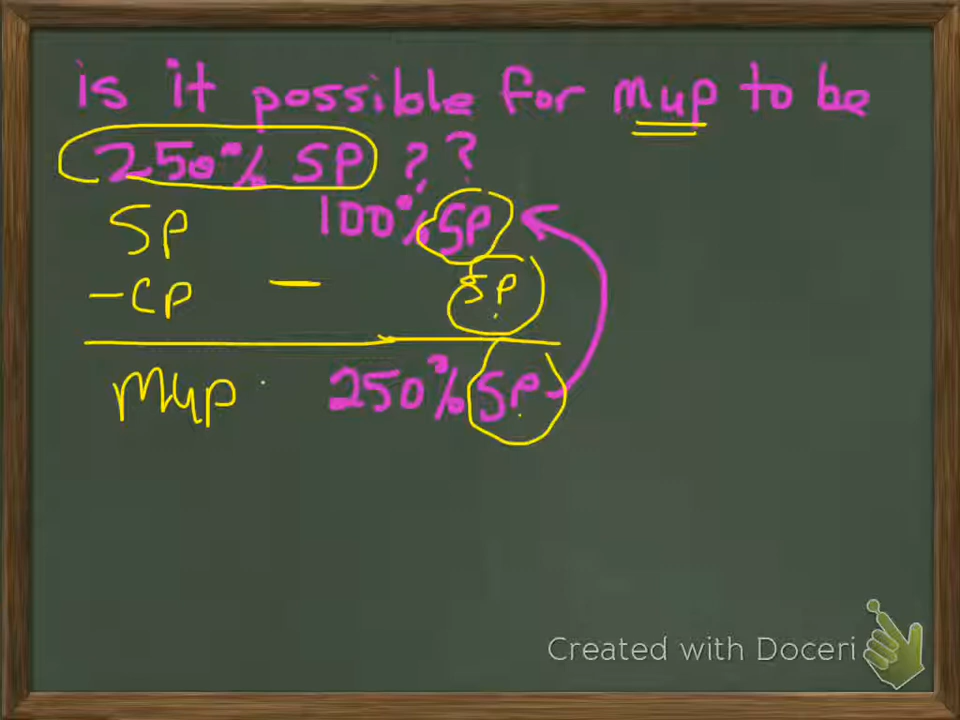 is it possible for mup to be
250% SP ??
SP 100% SP
-CP - SP
mup 250% SP
Created with Doceri